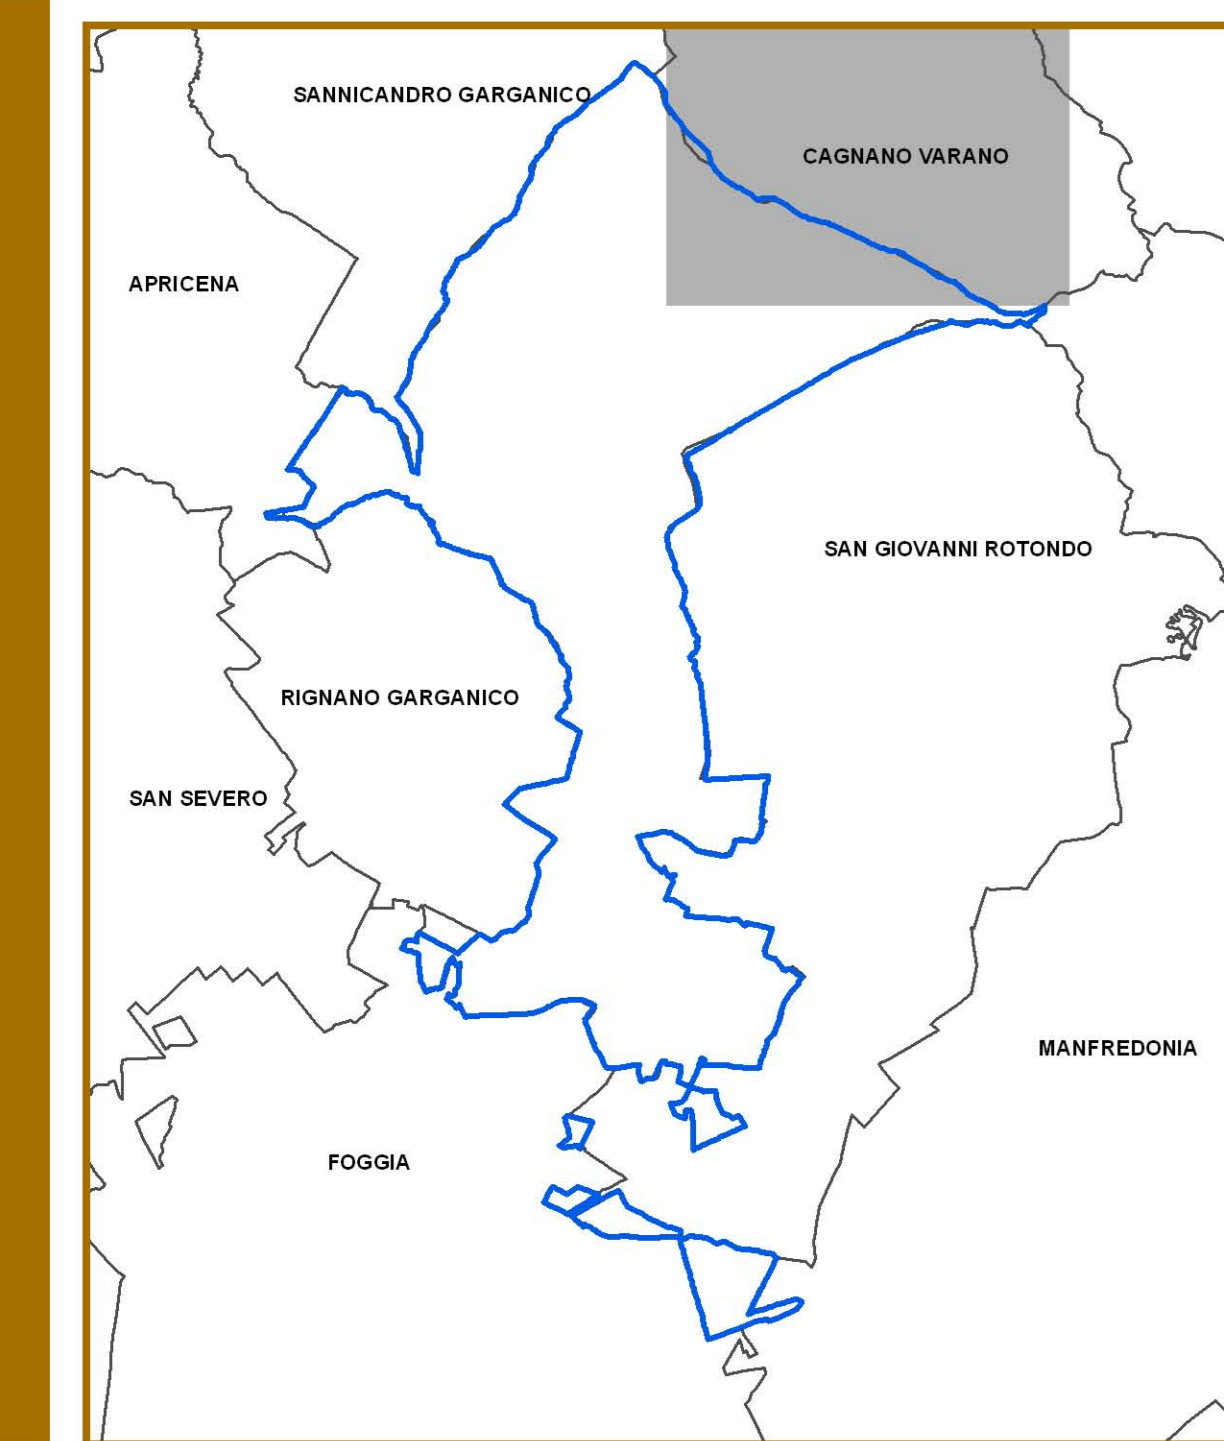 SANNICANDRO GARGANICO
CAGNANO VARANO
APRICENA
SAN GIOVANNI ROTONDO
RIGNANO GARGANICO
SAN SEVERO
MANFREDONIA
FOGGIA